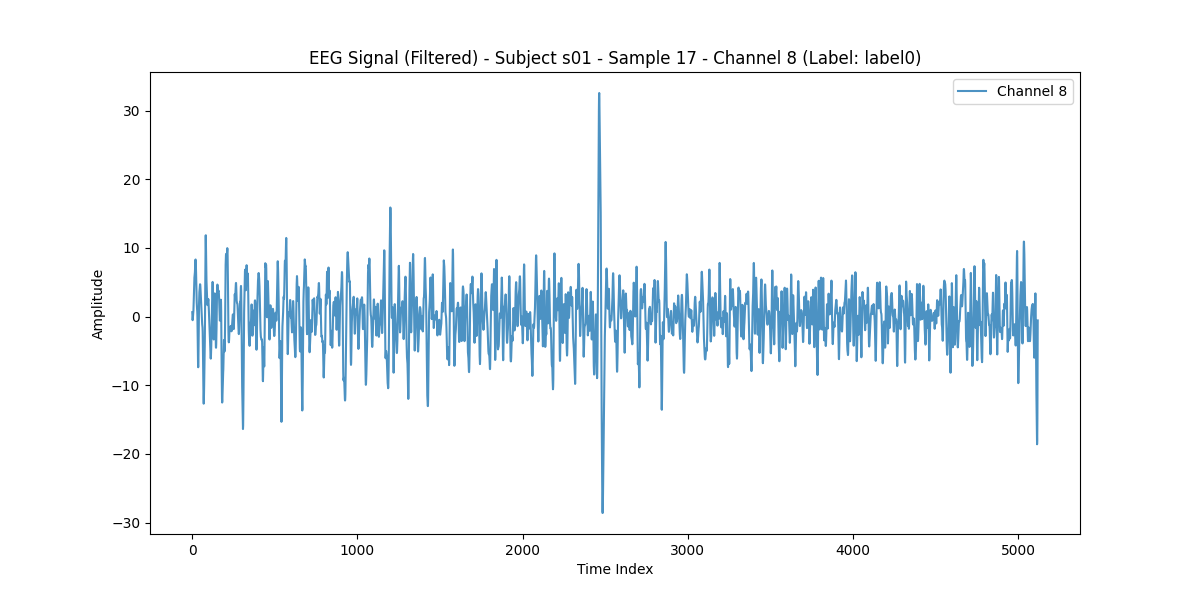 EEG Signal (Filtered) - Subject s01 - Sample 17 - Channel 8 (Label: label0)
Channel 8
30
20
10
0
−10
−20
−30
Amplitude
0 1000 2000 3000 4000 5000
Time Index